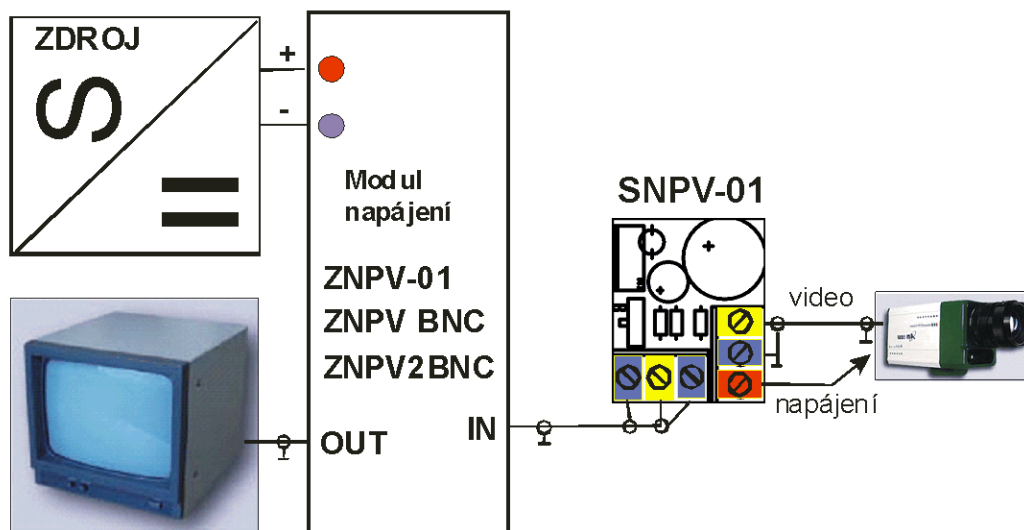 ZDROJ
+
-
Modul
napájení
ZNPV-01
ZNPV BNC
ZNPV2BNC
OUT
IN
SNPV-01
+
+
video
napájení